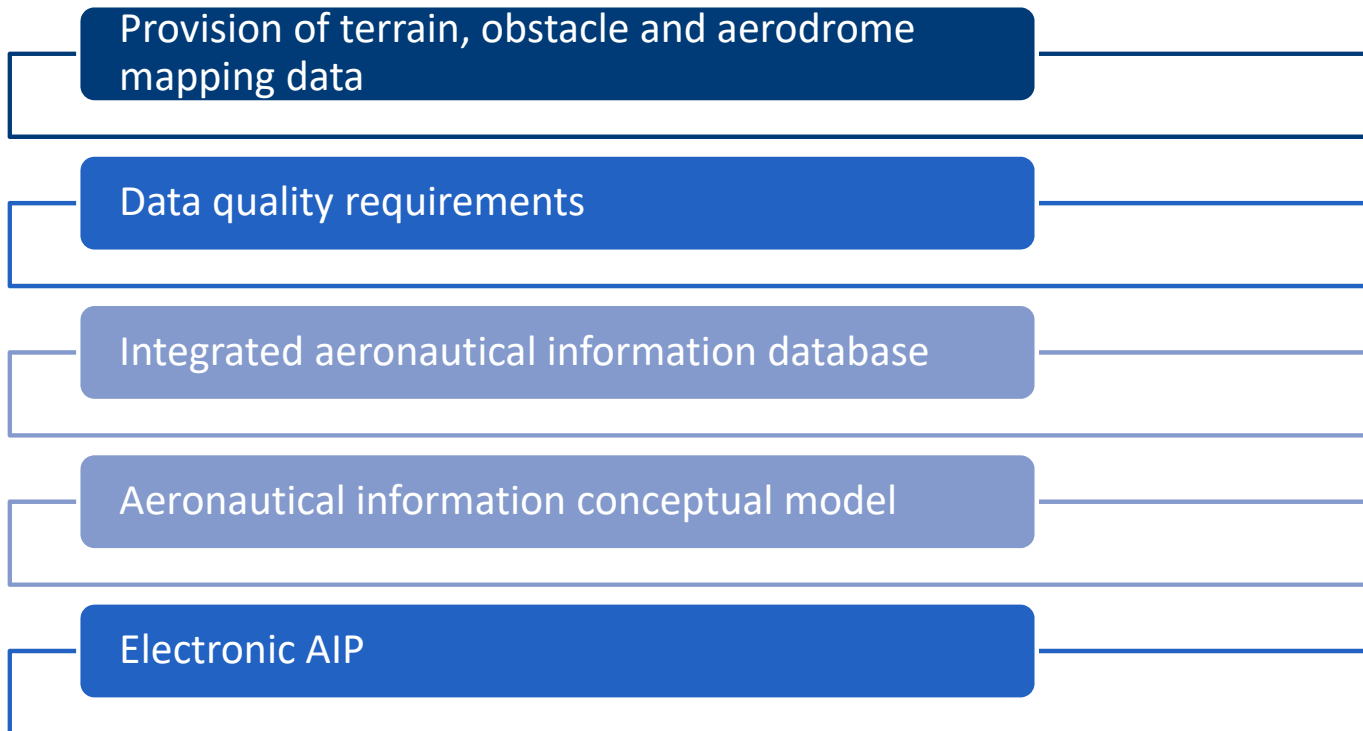 Provision of terrain, obstacle and aerodrome
mapping data
Data quality requirements
Integrated aeronautical information database
Aeronautical information conceptual model
Electronic AIP